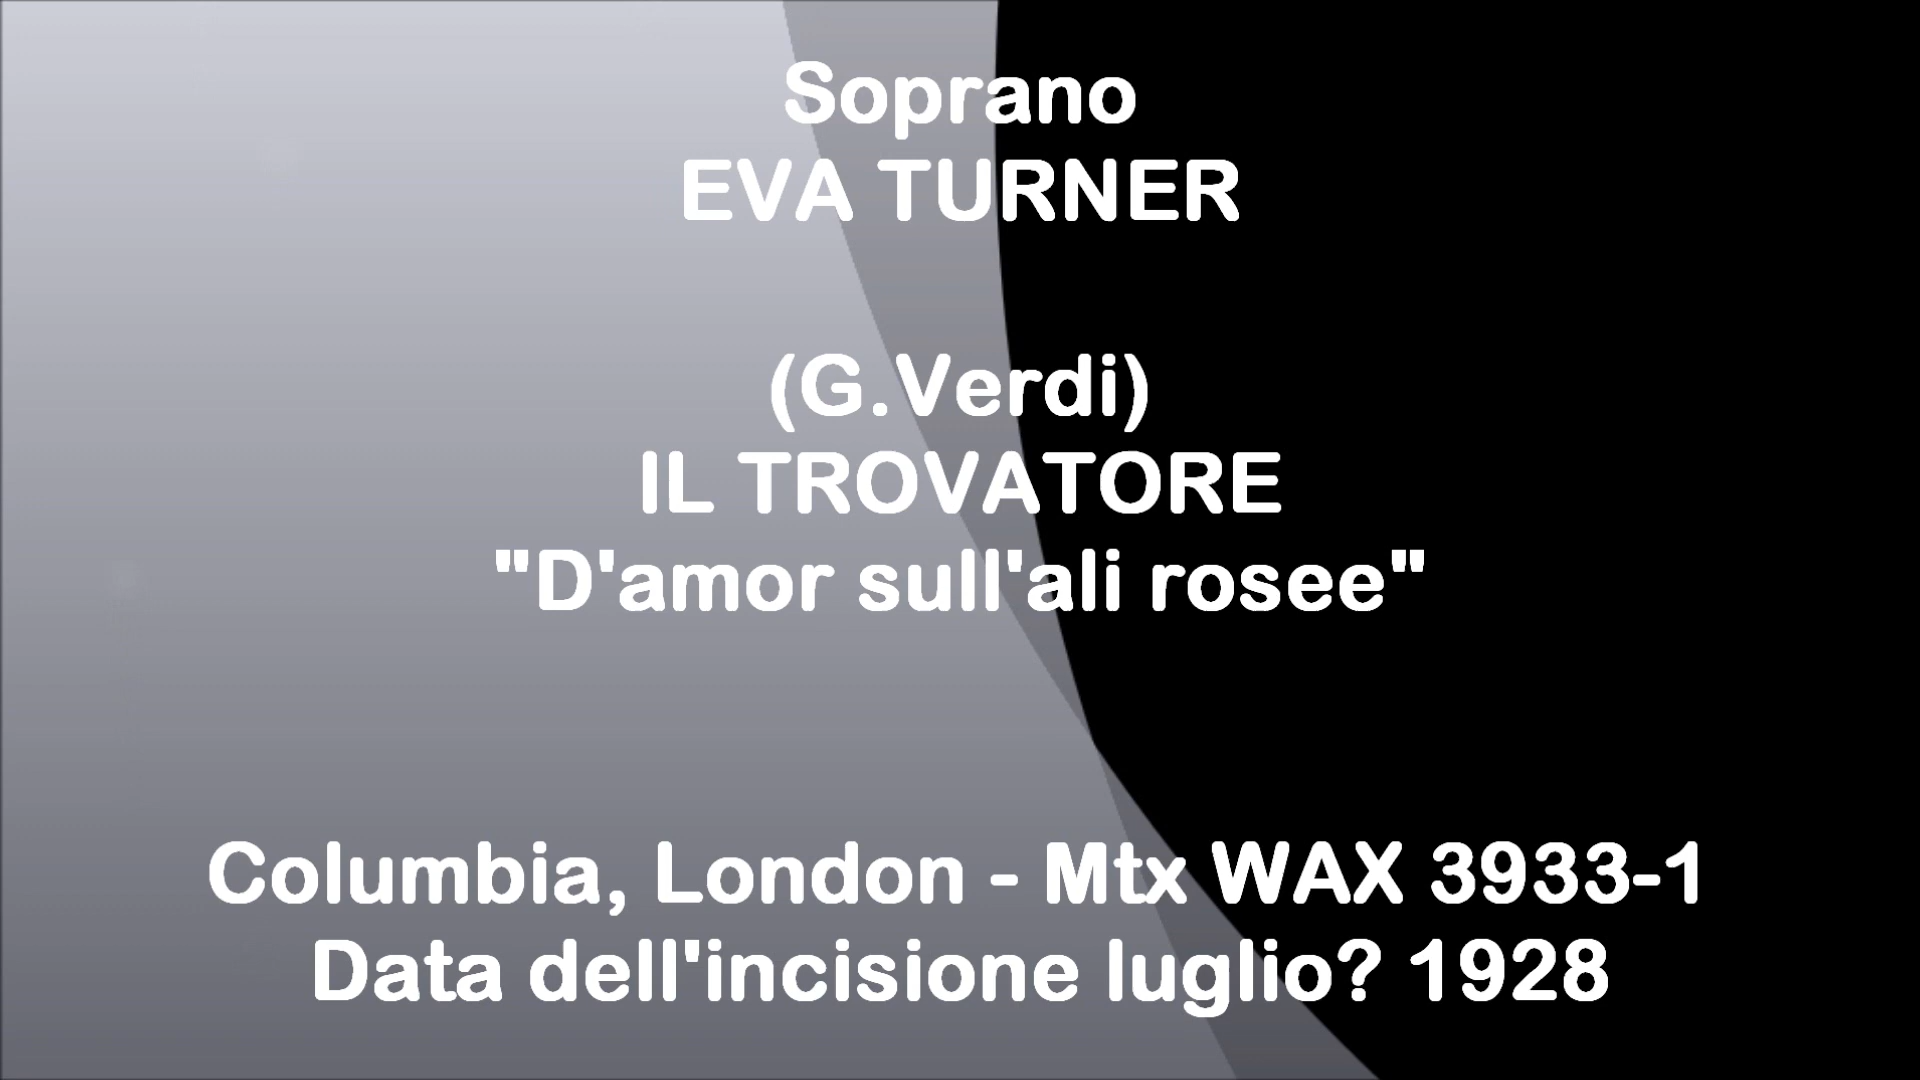 Soprano
EVA TURNER
(G.Verdi)
IL TROVATORE
"D'amor sull'ali rosee"
Columbia, London - Mtx WAX 3933-1
Data dell'incisione luglio? 1928